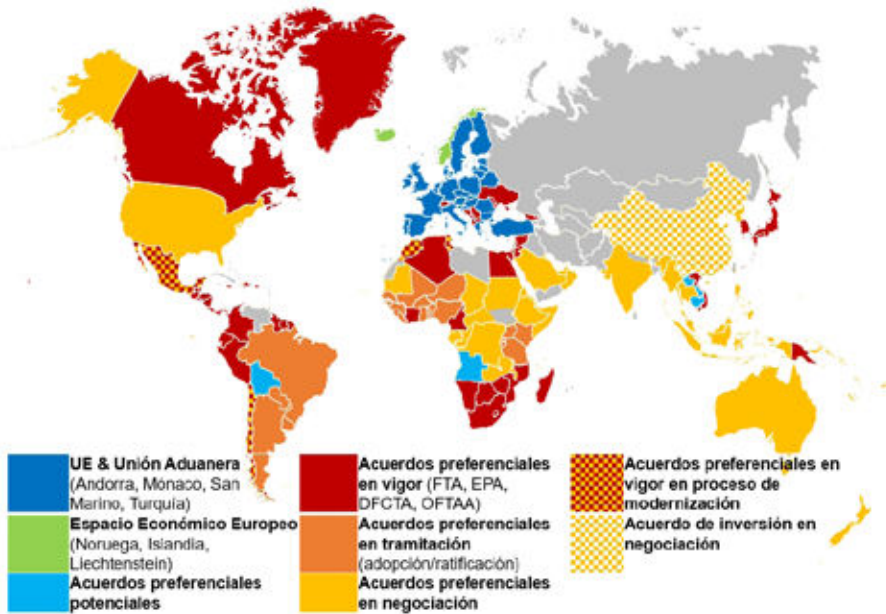 UE & Unión Aduanera
(Andorra, Mónaco, San
Marino, Turquía)
Espacio Económico Europeo
(Noruega, Islandia,
Liechtenstein)
Acuerdos preferenciales
potenciales
Acuerdos preferenciales
en vigor (FTA, EPA,
DFCTA, OFTAA)
Acuerdos preferenciales
en tramitación
(adopción/ratificación)
Acuerdos preferenciales
en negociación
Acuerdos preferenciales en
vigor en proceso de
modernización
Acuerdo de inversión en
negociación